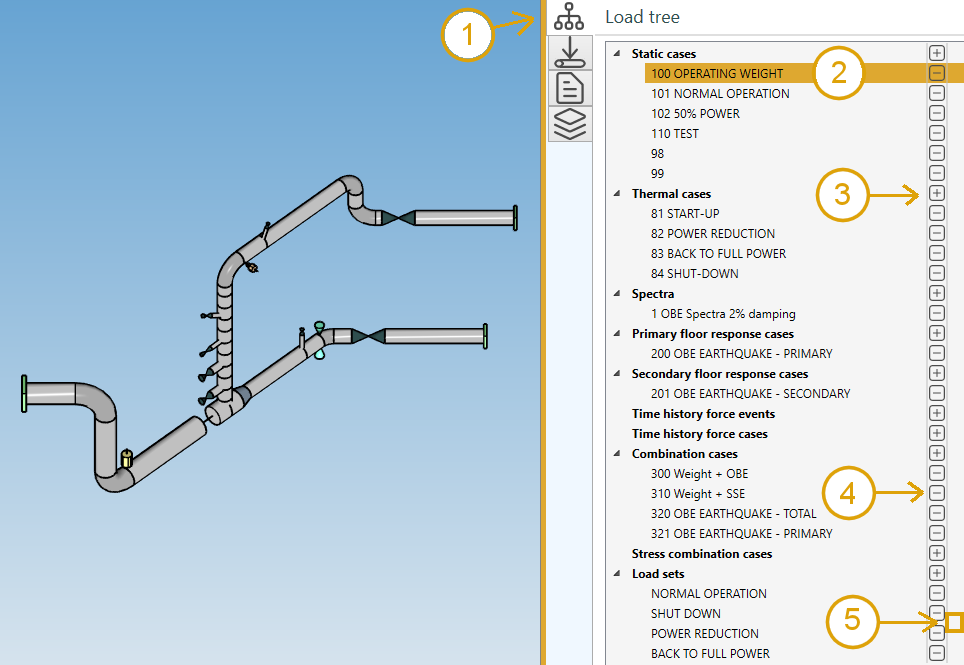 Load tree
1
Static cases
100 OPERATING WEIGHT
2
101 NORMAL OPERATION
102 50% POWER
110 TEST
98
99
Thermal cases
3
81 START-UP
82 POWER REDUCTION
83 BACK TO FULL POWER
84 SHUT-DOWN
Spectra
1 OBE Spectra 2% damping
Primary floor response cases
200 OBE EARTHQUAKE - PRIMARY
Secondary floor response cases
201 OBE EARTHQUAKE - SECONDARY
Time history force events
Time history force cases
Combination cases
300 Weight + OBE
310 Weight + SSE
4
320 OBE EARTHQUAKE - TOTAL
321 OBE EARTHQUAKE - PRIMARY
Stress combination cases
Load sets
NORMAL OPERATION
SHUT DOWN
5
POWER REDUCTION
BACK TO FULL POWER